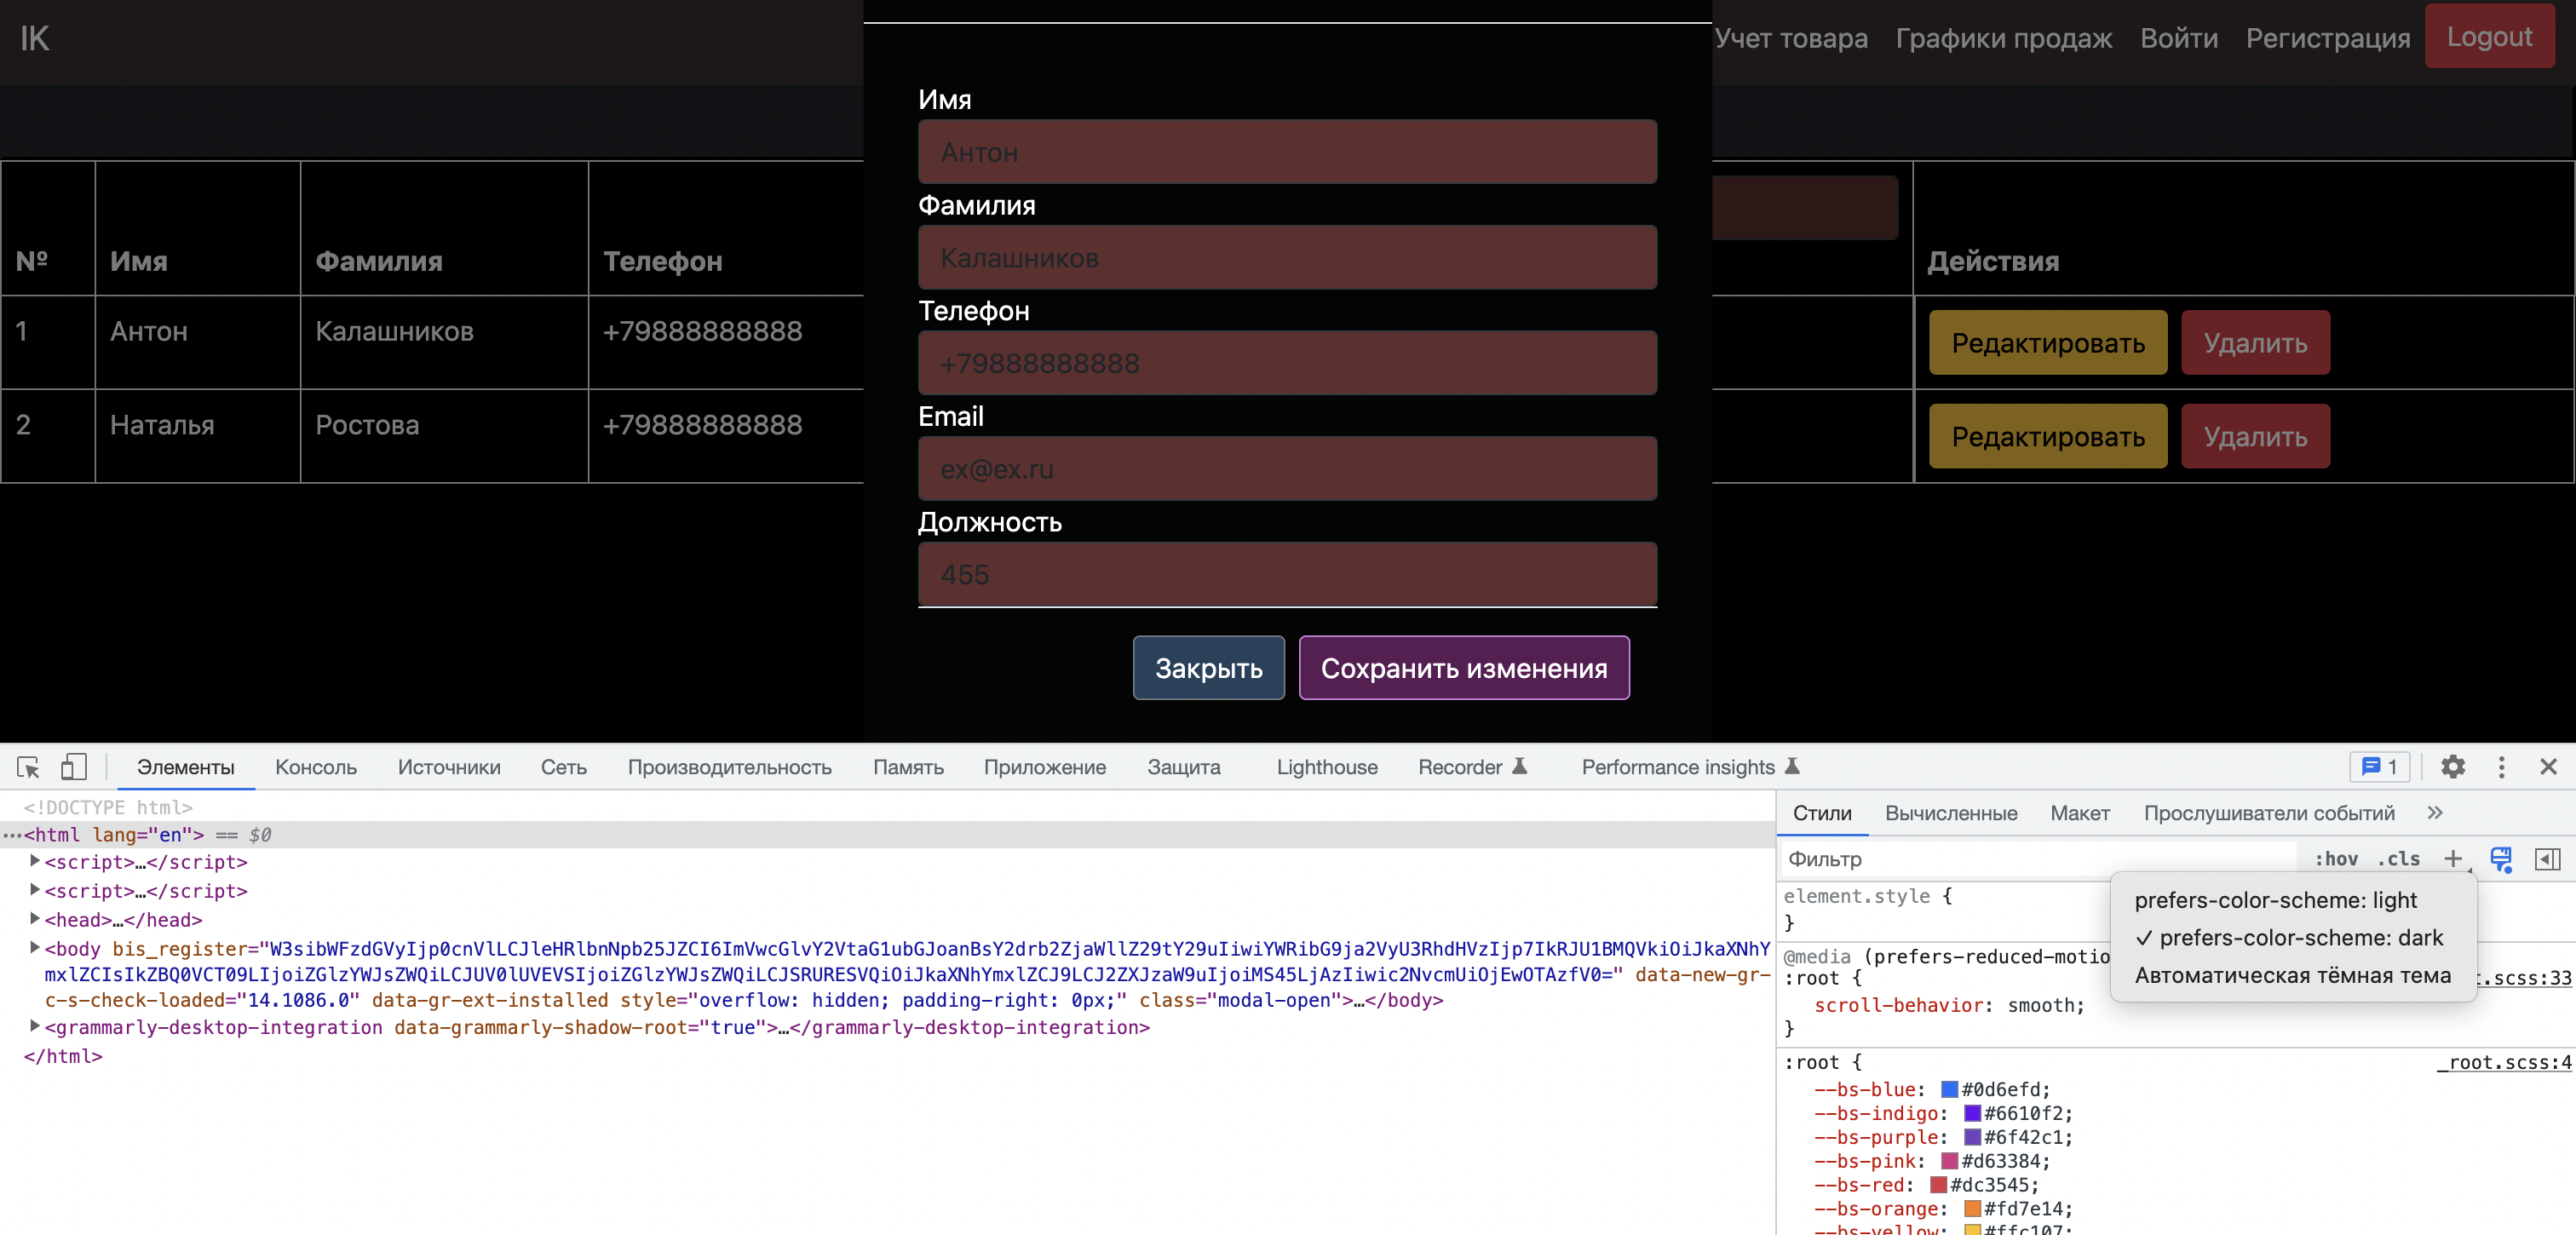 IK
Учет товара Графики продаж Войти Регистрация Logout
№ Имя Фамилия Телефон Действия
1 Антон Калашников +79888888888 Редактировать Удалить
2 Наталья Ростова +79888888888 Редактировать Удалить
Имя
Антон
Фамилия
Калашников
Телефон
+79888888888
Email
ex@ex.ru
Должность
455
Закрыть Сохранить изменения
Элементы Консоль Источники Сеть Производительность Память Приложение Защита Lighthouse Recorder Performance insights 1
<!DOCTYPE html>
<html lang="en"> == $0
<script>…</script>
<script>…</script>
<head>…</head>
<body bis_register="W3sibWFzdGVyIjp0cnVlLCJleHRlbnNpb25JZCI6ImVwcGlvY2VtaG1ubGJoanBsY2drb2ZjaWllZ29tY29uIiwiYWRibG9ja2VyU3RhdHVzIjp7IkRJU1BMQVkiOiJkaXNhY
mxlZCIsIkZBQ0VCT09LIjoiZGlzYWJsZWQiLCJUV0lUVEVSIjoiZGlzYWJsZWQiLCJSRURESVQiOiJkaXNhYmxlZCJ9LCJ2ZXJzaW9uIjoiMS45LjAzIiwic2NvcmUiOjEwOTAzfV0=" data-new-gr-
c-s-check-loaded="14.1086.0" data-gr-ext-installed style="overflow: hidden; padding-right: 0px;" class="modal-open">…</body>
<grammarly-desktop-integration data-grammarly-shadow-root="true">…</grammarly-desktop-integration>
</html>
Стили Вычисленные Макет Прослушиватели событий
Фильтр :hov .cls
element.style {
}
@media (prefers-reduced-motio
:root { t.scss:33
scroll-behavior: smooth;
}
prefers-color-scheme: light
✓ prefers-color-scheme: dark
Автоматическая тёмная тема
:root { _root.scss:4
--bs-blue: #0d6efd;
--bs-indigo: #6610f2;
--bs-purple: #6f42c1;
--bs-pink: #d63384;
--bs-red: #dc3545;
--bs-orange: #fd7e14;
--bs-yellow: #ffc107;